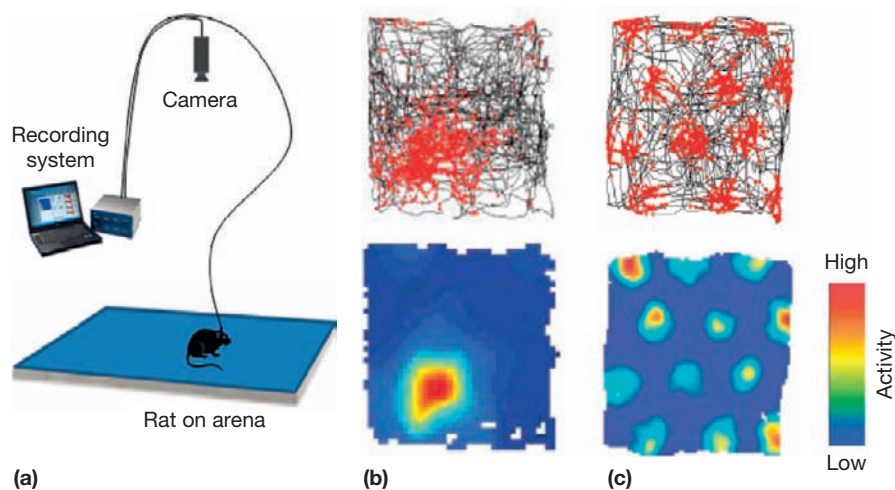 Camera
Recording
system
Rat on arena
High
Activity
Low
(a)
(b)
(c)